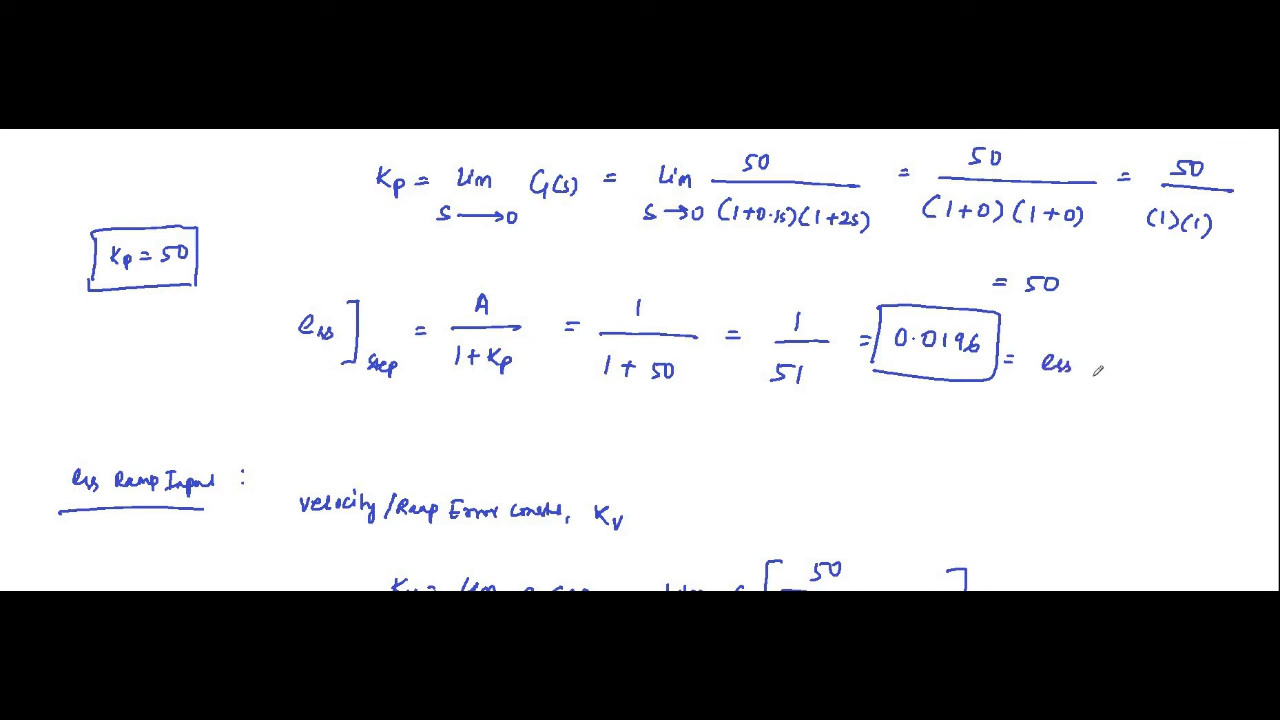 Kp = lim s→0 G(s) = lim s→0 50 / (1+0.1s)(1+2s) = 50 / (1+0)(1+0) = 50 / (1)(1)
Kp = 50
= 50
ess]step = A / 1+Kp = 1 / 1+50 = 1 / 51 = 0.0196 = ess
ess Ramp Input :
velocity/Ramp Error , Kv
50